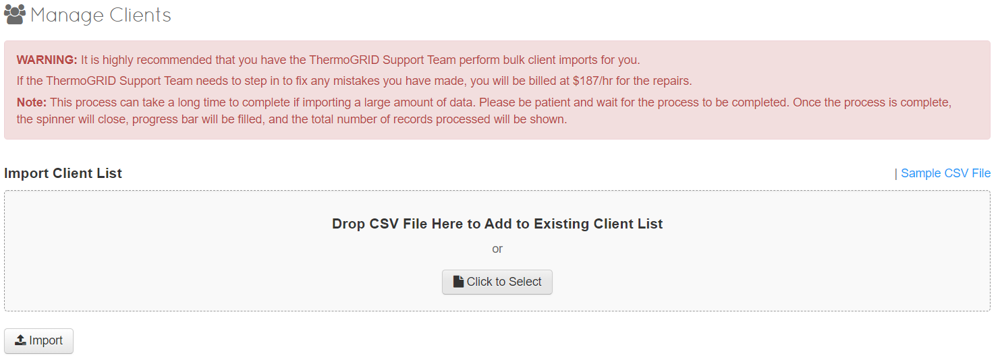 Manage Clients
WARNING: It is highly recommended that you have the ThermoGRID Support Team perform bulk client imports for you.
If the ThermoGRID Support Team needs to step in to fix any mistakes you have made, you will be billed at $187/hr for the repairs.
Note: This process can take a long time to complete if importing a large amount of data. Please be patient and wait for the process to be completed. Once the process is complete,
the spinner will close, progress bar will be filled, and the total number of records processed will be shown.
Import Client List
| Sample CSV File
Drop CSV File Here to Add to Existing Client List
or
Click to Select
Import